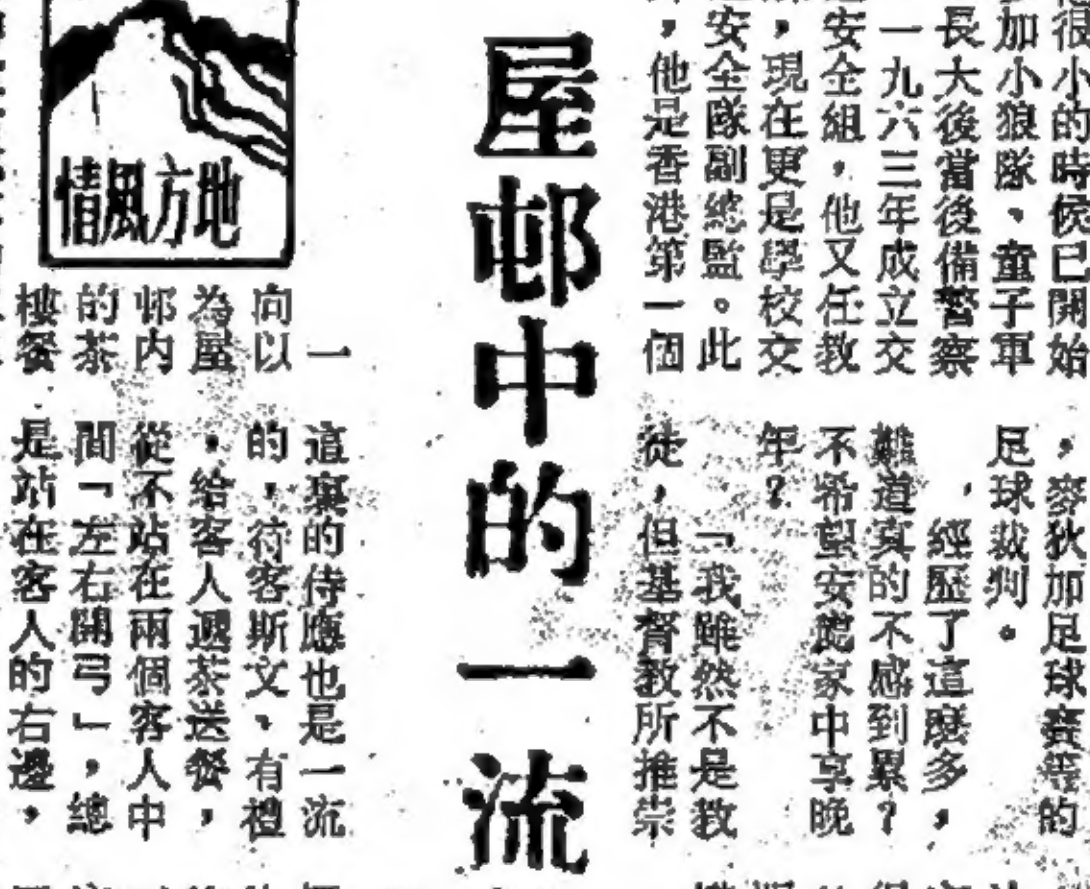 很小的時候已開始
加小狼隊、童子軍
長大後當後備警察
一九六三年成立交
安全組，他又任教
，現在更是學校交
安全隊副總監。此
，他是香港第一個
，麥狄加足球賽等的
足球裁判。
經歷了這麼多，
難道真的不感到累？
不希望安享家中享晚
年？
「我雖然不是教
徒，但基督教所推崇
屋邨中的一流
地方風情
一
向以
為屋
邨內
的茶
樓餐
這裏的侍應也是一流
的，待客斯文、有禮
，給客人遞茶送餐，
從不站在兩個客人中
間「左右開弓」，總
是站在客人的右邊，